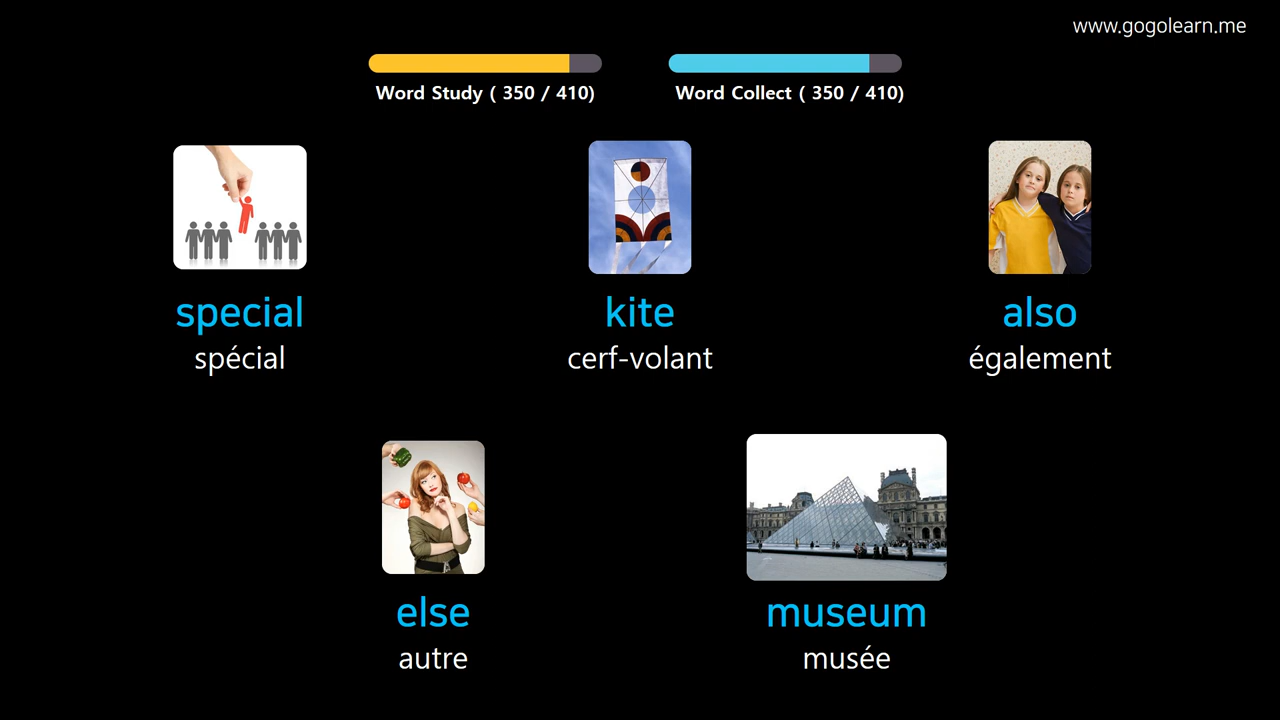 www.gogolearn.me
Word Study ( 350 / 410)
Word Collect ( 350 / 410)
special
spécial
kite
cerf-volant
also
également
else
autre
museum
musée